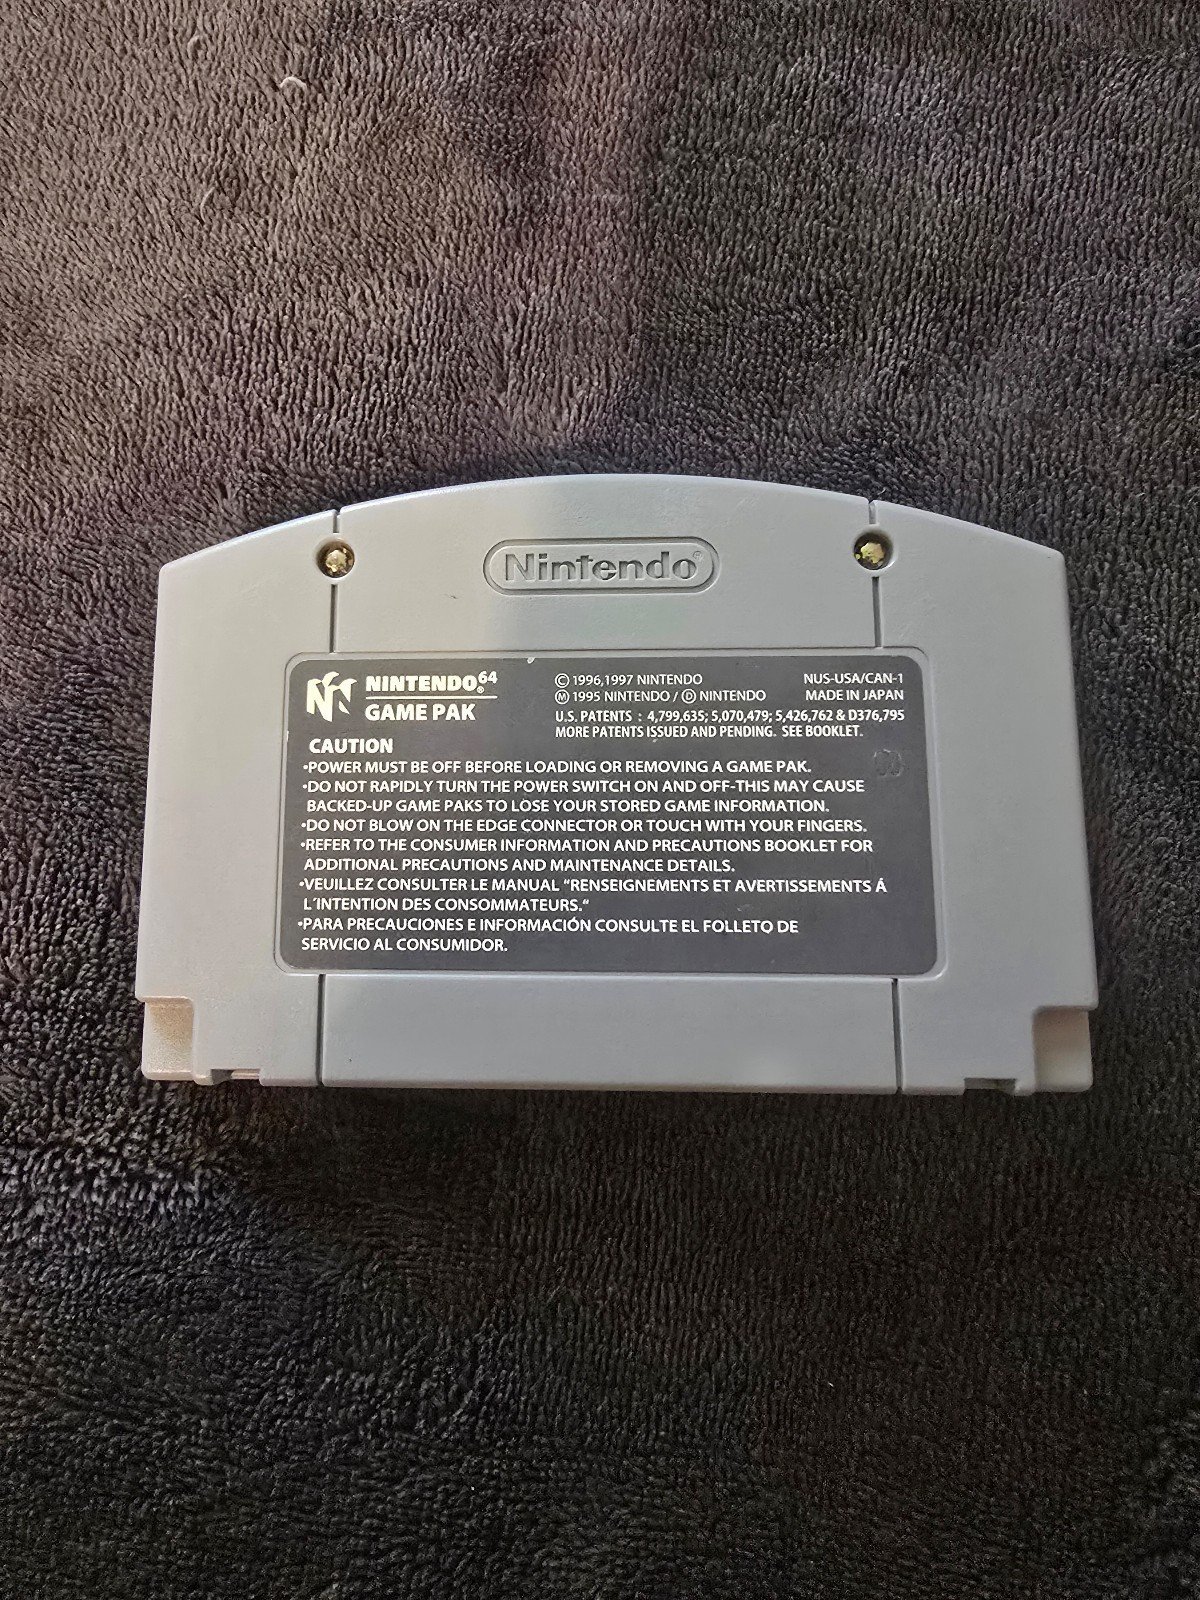 Nintendo®
NINTENDO64®
GAME PAK
© 1996,1997 NINTENDO
Ⓜ 1995 NINTENDO / Ⓓ NINTENDO
NUS-USA/CAN-1
MADE IN JAPAN
U.S. PATENTS : 4,799,635; 5,070,479; 5,426,762 & D376,795
MORE PATENTS ISSUED AND PENDING. SEE BOOKLET.
CAUTION
•POWER MUST BE OFF BEFORE LOADING OR REMOVING A GAME PAK.
•DO NOT RAPIDLY TURN THE POWER SWITCH ON AND OFF-THIS MAY CAUSE
BACKED-UP GAME PAKS TO LOSE YOUR STORED GAME INFORMATION.
•DO NOT BLOW ON THE EDGE CONNECTOR OR TOUCH WITH YOUR FINGERS.
•REFER TO THE CONSUMER INFORMATION AND PRECAUTIONS BOOKLET FOR
ADDITIONAL PRECAUTIONS AND MAINTENANCE DETAILS.
•VEUILLEZ CONSULTER LE MANUAL "RENSEIGNEMENTS ET AVERTISSEMENTS Á
L´INTENTION DES CONSOMMATEURS."
•PARA PRECAUCIONES E INFORMACIÓN CONSULTE EL FOLLETO DE
SERVICIO AL CONSUMIDOR.